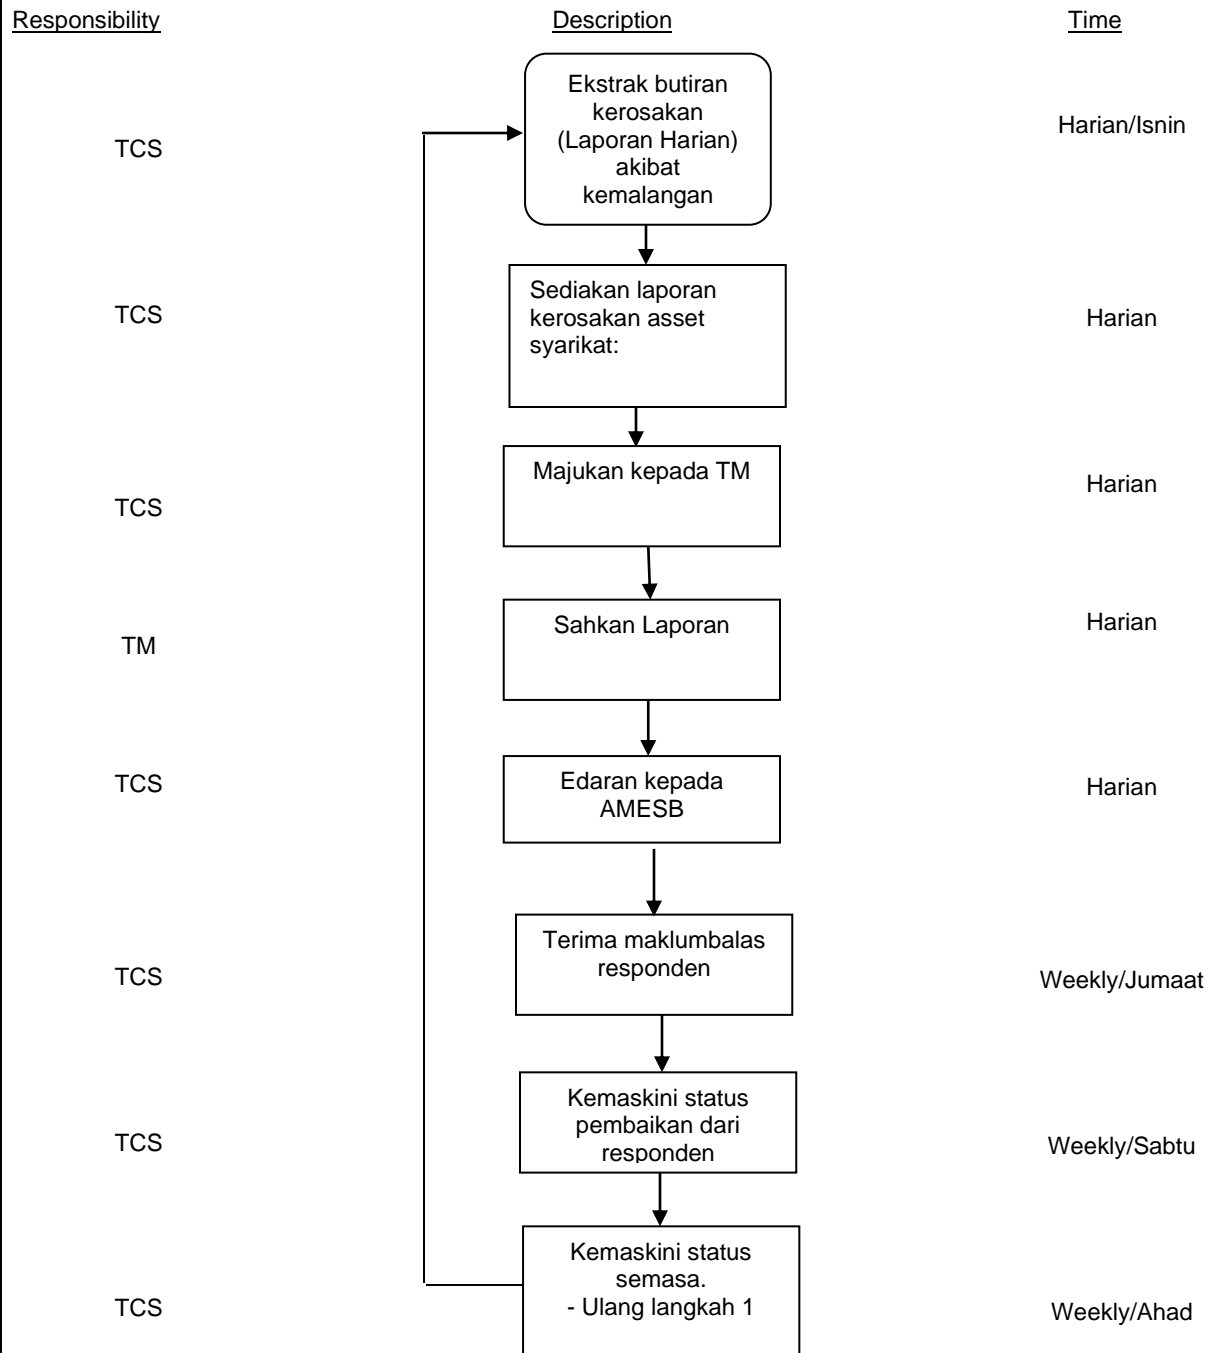 Responsibility
Description
Time
TCS
Ekstrak butiran
kerosakan
(Laporan Harian)
akibat
kemalangan
Harian/Isnin
TCS
Sediakan laporan
kerosakan asset
syarikat:
Harian
TCS
Majukan kepada TM
Harian
TM
Sahkan Laporan
Harian
TCS
Edaran kepada
AMESB
Harian
TCS
Terima maklumbalas
responden
Weekly/Jumaat
TCS
Kemaskini status
pembaikan dari
responden
Weekly/Sabtu
TCS
Kemaskini status
semasa.
- Ulang langkah 1
Weekly/Ahad